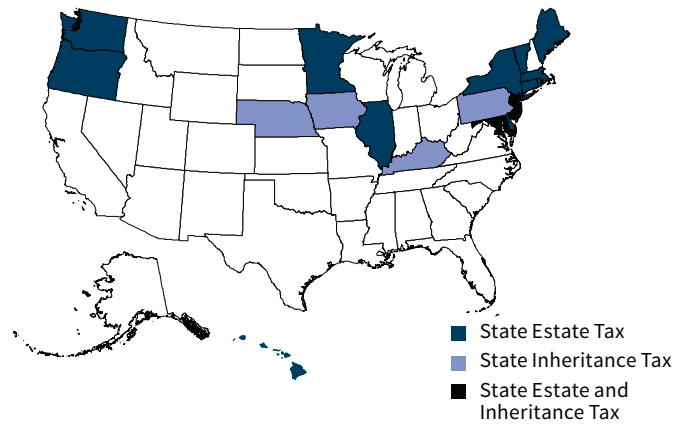 State Estate Tax
State Inheritance Tax
State Estate and
Inheritance Tax